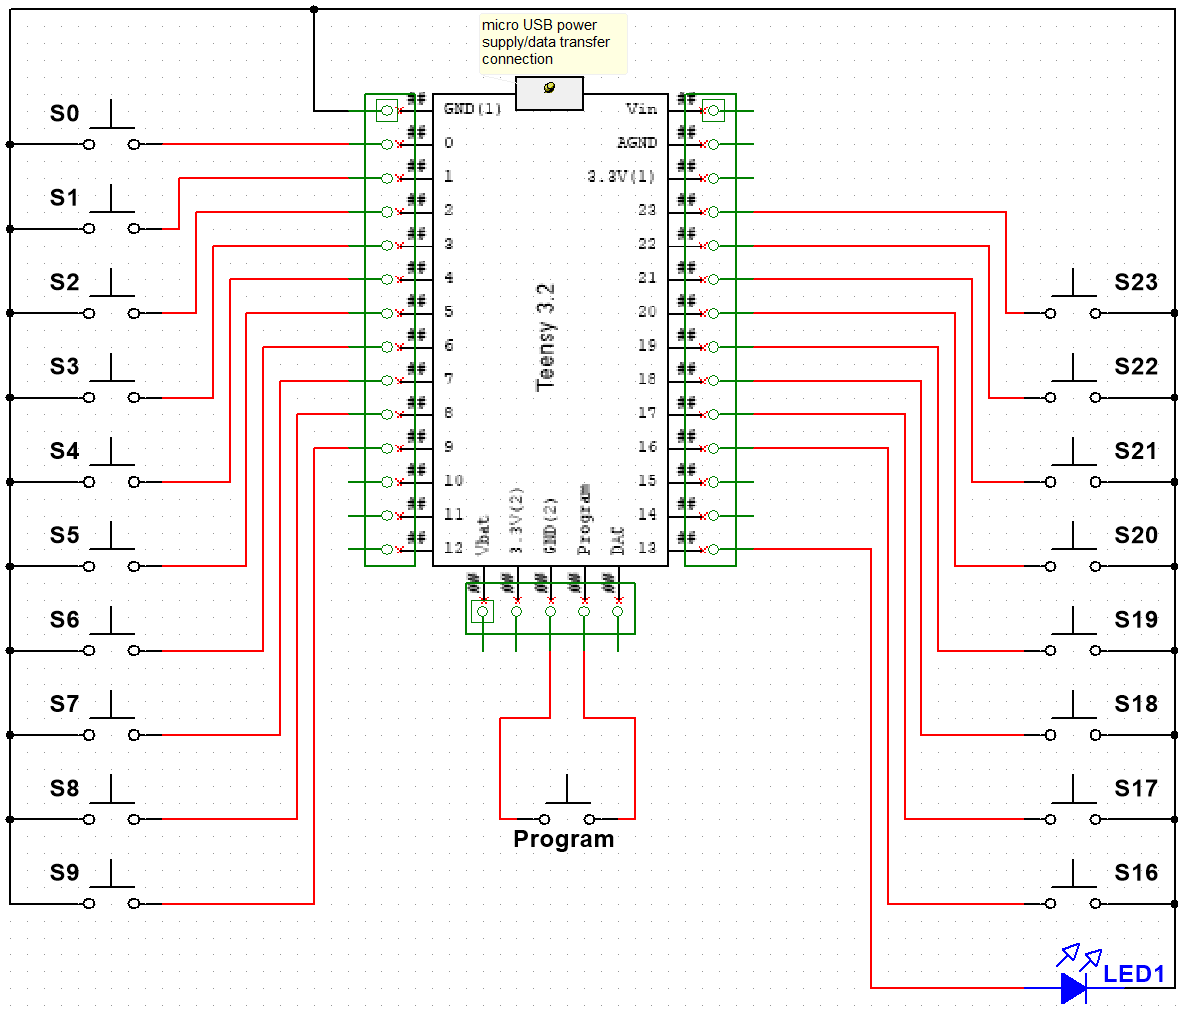 micro USB power
supply/data transfer
connection
S0
S1
S2
S3
S4
S5
S6
S7
S8
S9
## GND(1)
## 0
## 1
## 2
## 3
## 4
## 5
## 6
## 7
## 8
## 9
## 10
## 11
## 12
Teensy 3.2
Vin ##
AGND ##
3.3V(1) ##
23 ##
22 ##
21 ##
20 ##
19 ##
18 ##
17 ##
16 ##
15 ##
14 ##
13 ##
Vbat ##
3.3V(2) ##
GND(2) ##
Program ##
DAC ##
Program
S23
S22
S21
S20
S19
S18
S17
S16
LED1